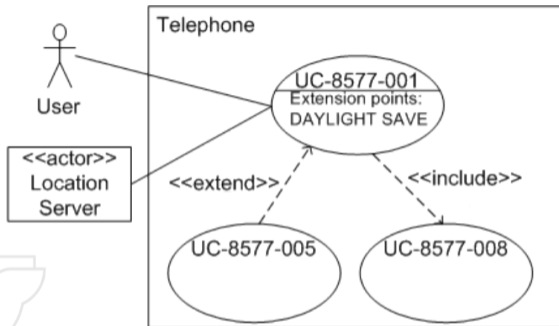 Telephone
User
UC-8577-001
Extension points:
DAYLIGHT SAVE
<<actor>>
Location
Server
<<extend>>
<<include>>
UC-8577-005
UC-8577-008